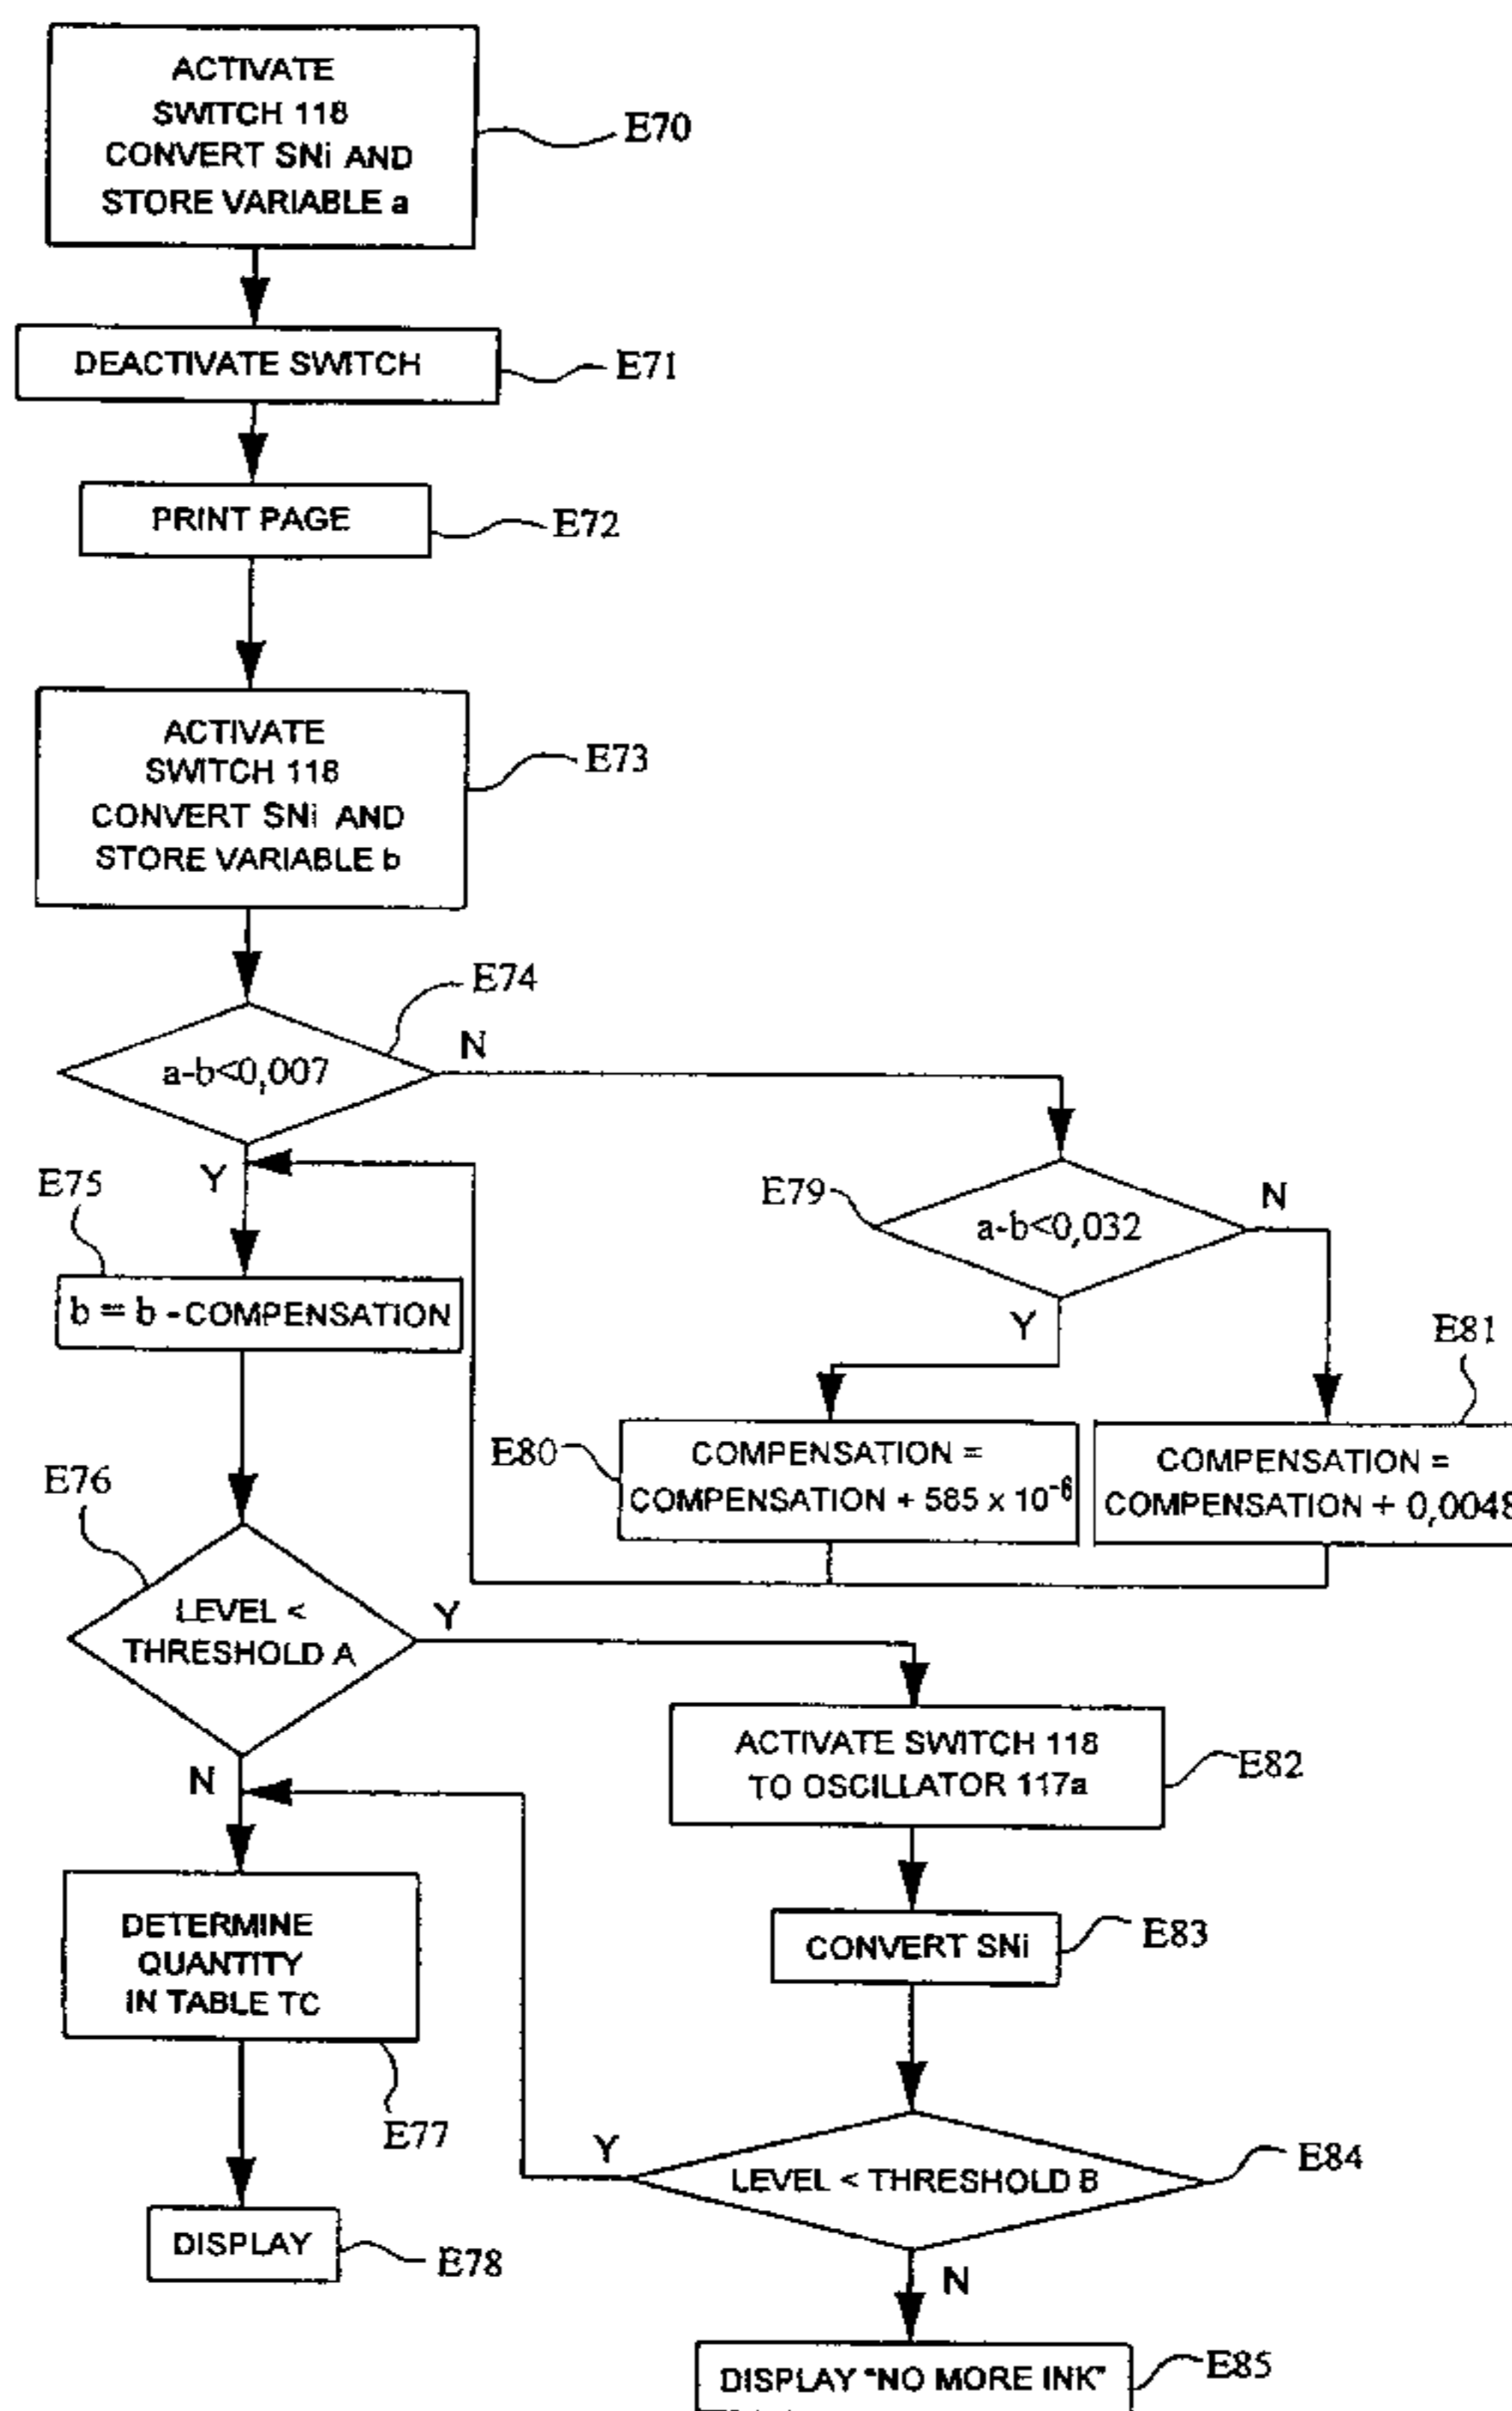 ACTIVATE
SWITCH 118
CONVERT SNi AND
STORE VARIABLE a
E70
DEACTIVATE SWITCH
E71
PRINT PAGE
E72
ACTIVATE
SWITCH 118
CONVERT SNi AND
STORE VARIABLE b
E73
E74
a-b<0,007
N
Y
E75
b = b - COMPENSATION
E79
a-b<0,032
N
Y
E81
E80
COMPENSATION =
COMPENSATION + 585 x 10⁻⁶
COMPENSATION =
COMPENSATION + 0,0048
E76
LEVEL <
THRESHOLD A
Y
N
ACTIVATE SWITCH 118
TO OSCILLATOR 117a
E82
DETERMINE
QUANTITY
IN TABLE TC
E77
CONVERT SNi
E83
Y
LEVEL < THRESHOLD B
E84
DISPLAY
E78
N
DISPLAY "NO MORE INK"
E85